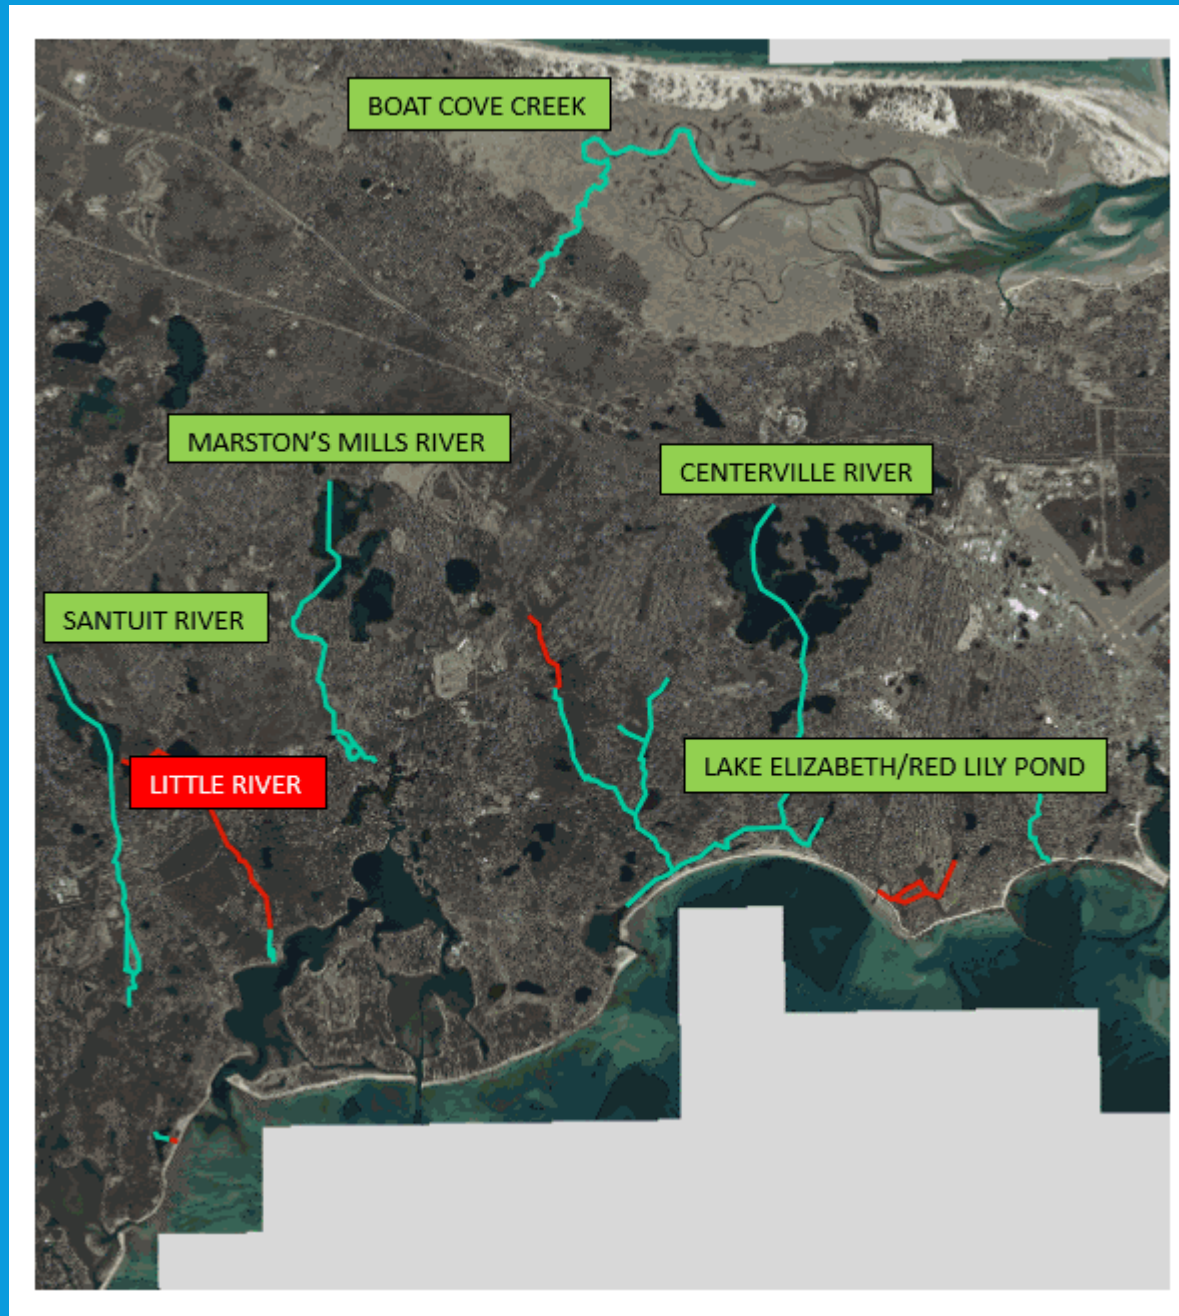 BOAT COVE CREEK
MARSTON'S MILLS RIVER
CENTERVILLE RIVER
SANTUIT RIVER
LAKE ELIZABETH/RED LILY POND
LITTLE RIVER